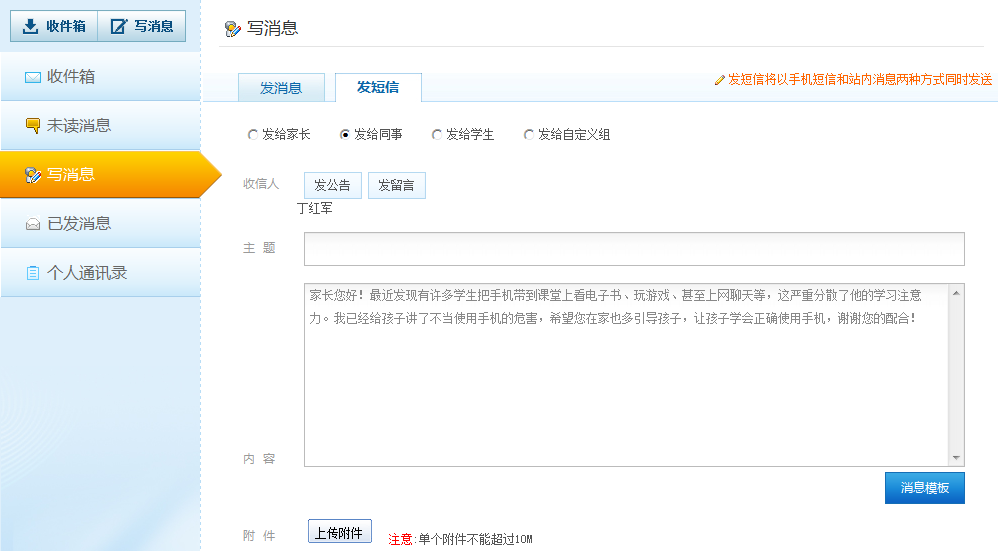 收件箱 写消息
收件箱
未读消息
写消息
已发消息
个人通讯录
写消息
发消息 发短信
发短信将以手机短信和站内消息两种方式同时发送
发给家长 发给同事 发给学生 发给自定义组
收信人 发公告 发留言
丁红军
主 题
家长您好！最近发现有许多学生把手机带到课堂上看电子书、玩游戏、甚至上网聊天等，这严重分散了他的学习注意
力。我已经给孩子讲了不当使用手机的危害，希望您在家也多引导孩子，让孩子学会正确使用手机，谢谢您的配合！
内 容
消息模板
附 件 上传附件 注意:单个附件不能超过10M